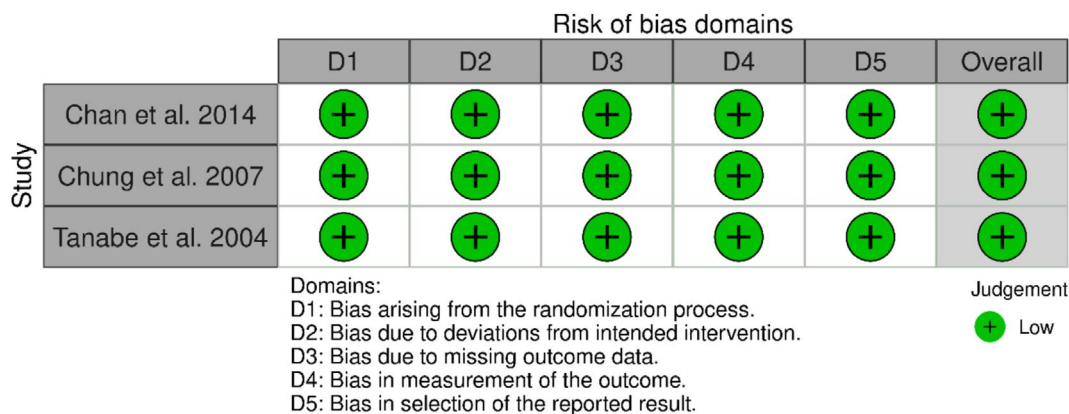 Risk of bias domains
D1 D2 D3 D4 D5 Overall
Study
Chan et al. 2014 + + + + + +
Chung et al. 2007 + + + + + +
Tanabe et al. 2004 + + + + + +
Domains:
D1: Bias arising from the randomization process.
D2: Bias due to deviations from intended intervention.
D3: Bias due to missing outcome data.
D4: Bias in measurement of the outcome.
D5: Bias in selection of the reported result.
Judgement
+ Low